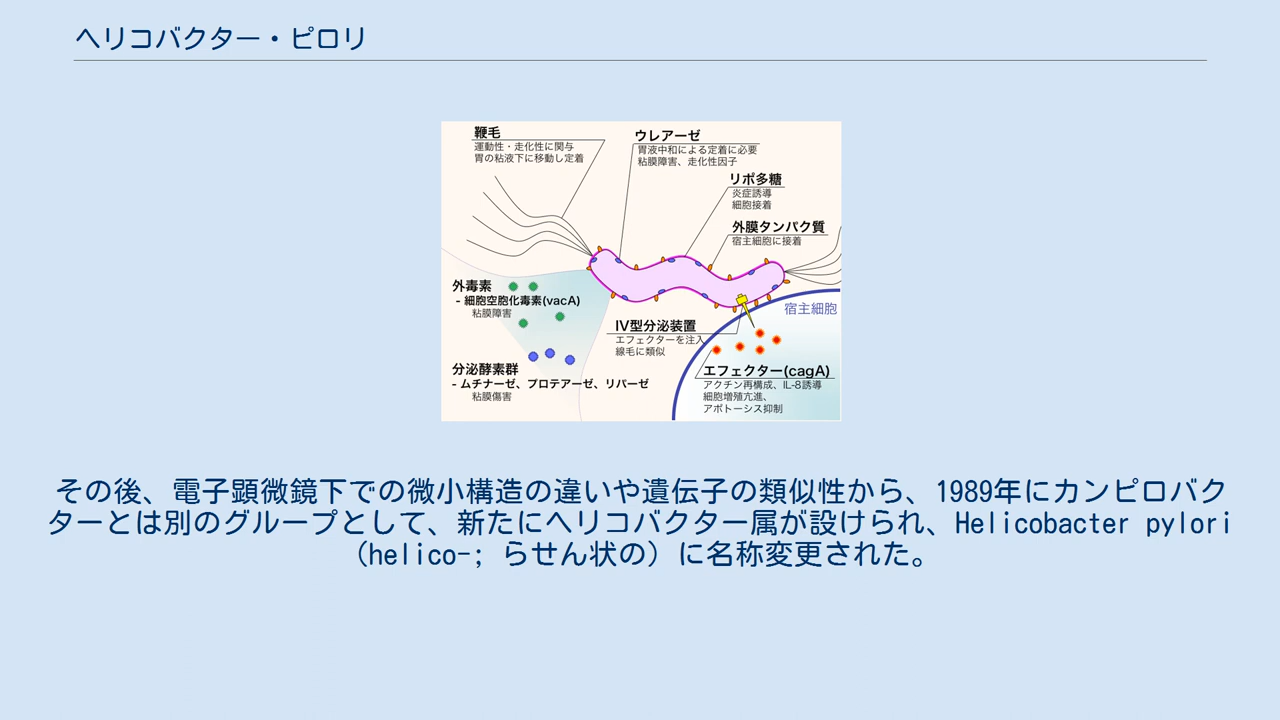 ヘリコバクター・ピロリ
鞭毛
運動性・走化性に関与
胃の粘液下に移動し定着
ウレアーゼ
胃液中和による定着に必要
粘膜障害、走化性因子
リポ多糖
炎症誘導
細胞接着
外膜タンパク質
宿主細胞に接着
外毒素
- 細胞空胞化毒素(vacA)
粘膜障害
分泌酵素群
- ムチナーゼ、プロテアーゼ、リパーゼ
粘膜傷害
IV型分泌装置
エフェクターを注入
線毛に類似
宿主細胞
エフェクター(cagA)
アクチン再構成、IL-8誘導
細胞増殖亢進、
アポトーシス抑制
その後、電子顕微鏡下での微小構造の違いや遺伝子の類似性から、1989年にカンピロバク
ターとは別のグループとして、新たにヘリコバクター属が設けられ、Helicobacter pylori
（helico-; らせん状の）に名称変更された。